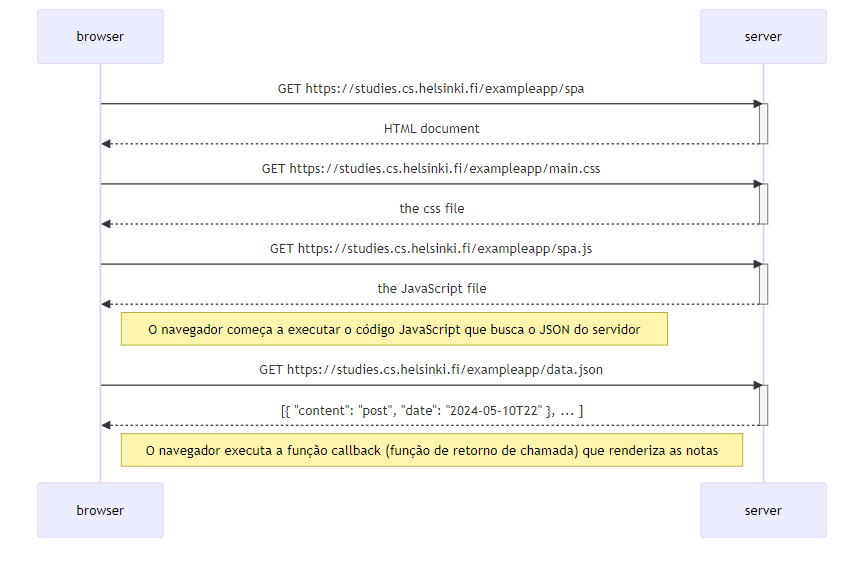 browser
server
GET https://studies.cs.helsinki.fi/exampleapp/spa
HTML document
GET https://studies.cs.helsinki.fi/exampleapp/main.css
the css file
GET https://studies.cs.helsinki.fi/exampleapp/spa.js
the JavaScript file
O navegador começa a executar o código JavaScript que busca o JSON do servidor
GET https://studies.cs.helsinki.fi/exampleapp/data.json
[{ "content": "post", "date": "2024-05-10T22" }, ... ]
O navegador executa a função callback (função de retorno de chamada) que renderiza as notas
browser
server